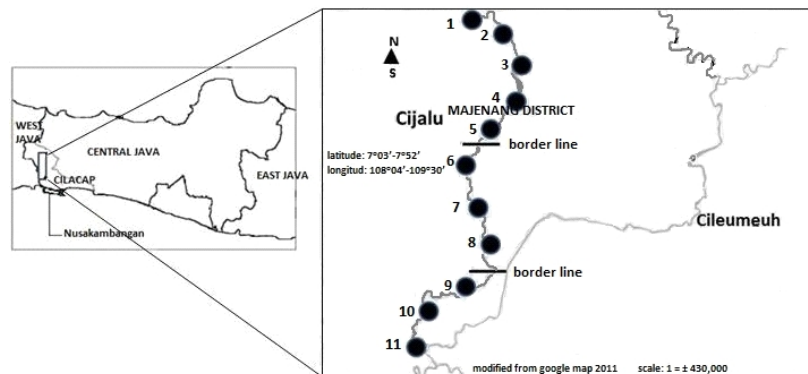 WEST
JAVA
CENTRAL JAVA
CILACAP
EAST JAVA
Nusakambangan
1
2
N
S
3
4
Cijalu
MAJENANG DISTRICT
5
border line
latitude: 7°03'-7°52'
longitud: 108°04'-109°30'
6
7
Cileumeuh
8
border line
9
10
11
modified from google map 2011
scale: 1 = ± 430,000